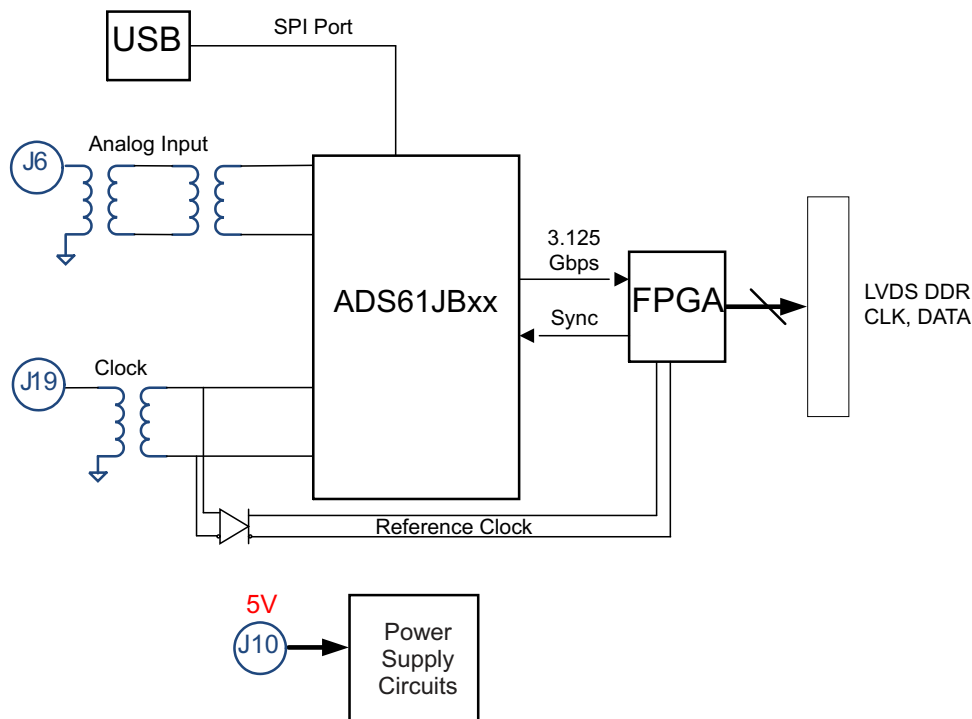 USB
SPI Port
J6
Analog Input
ADS61JBxx
3.125
Gbps
Sync
FPGA
LVDS DDR
CLK, DATA
J19
Clock
Reference Clock
5V
J10
Power
Supply
Circuits